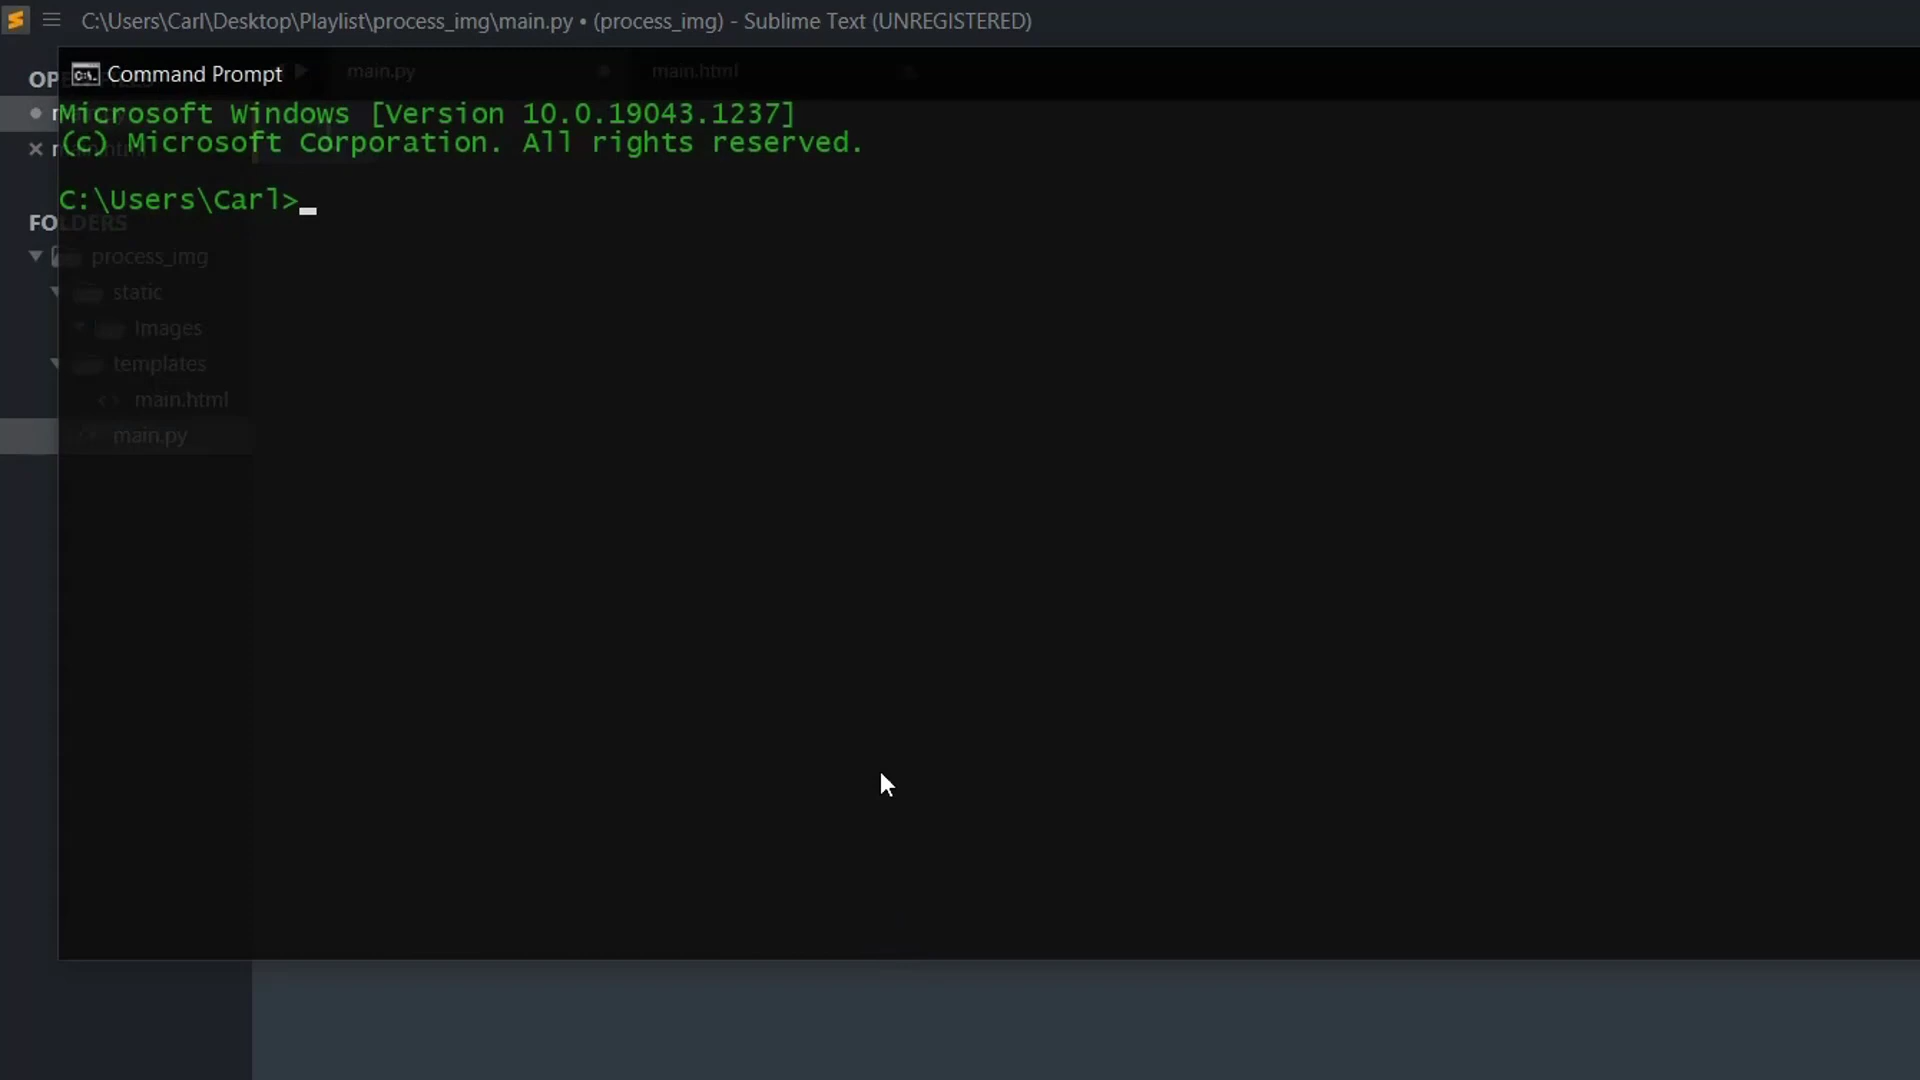 C:\Users\Carl\Desktop\Playlist\process_img\main.py • (process_img) - Sublime Text (UNREGISTERED)
Command Prompt
main.py
main.html
Microsoft Windows [Version 10.0.19043.1237]
(c) Microsoft Corporation. All rights reserved.
C:\Users\Carl>
FOLDERS
process_img
static
Images
templates
main.html
main.py